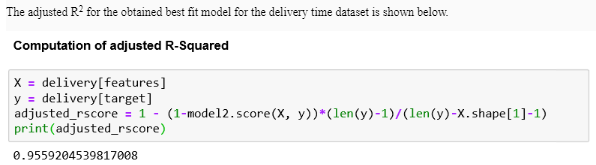 The adjusted R² for the obtained best fit model for the delivery time dataset is shown below.
Computation of adjusted R-Squared
X = delivery[features]
y = delivery[target]
adjusted_rscore = 1 - (1-model2.score(X, y))*(len(y)-1)/(len(y)-X.shape[1]-1)
print(adjusted_rscore)
0.9559204539817008